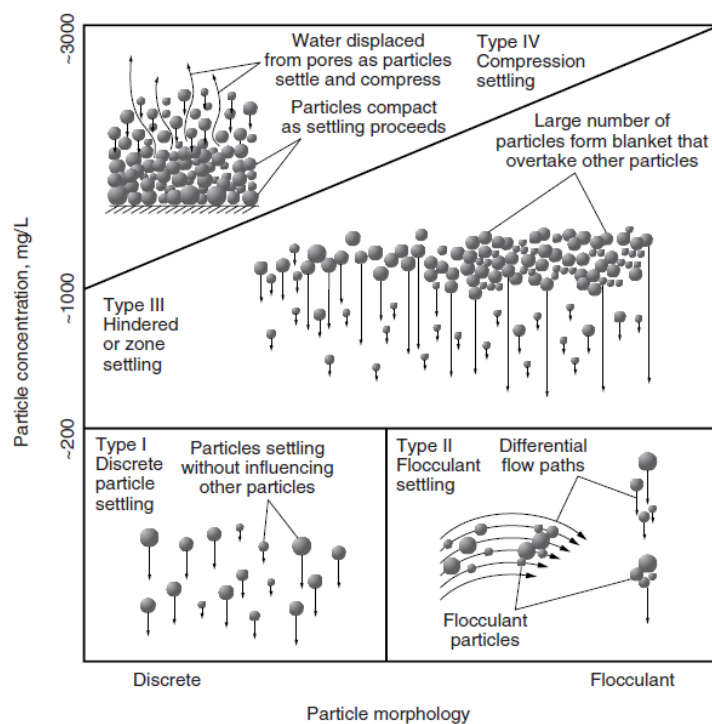 ~3000
Water displaced
from pores as particles
settle and compress
Type IV
Compression
settling
Particles compact
as settling proceeds
Large number of
particles form blanket that
overtake other particles
Particle concentration, mg/L
~1000
Type III
Hindered
or zone
settling
~200
Type I
Discrete
particle
settling
Particles settling
without influencing
other particles
Type II
Flocculant
settling
Differential
flow paths
Flocculant
particles
Discrete
Flocculant
Particle morphology